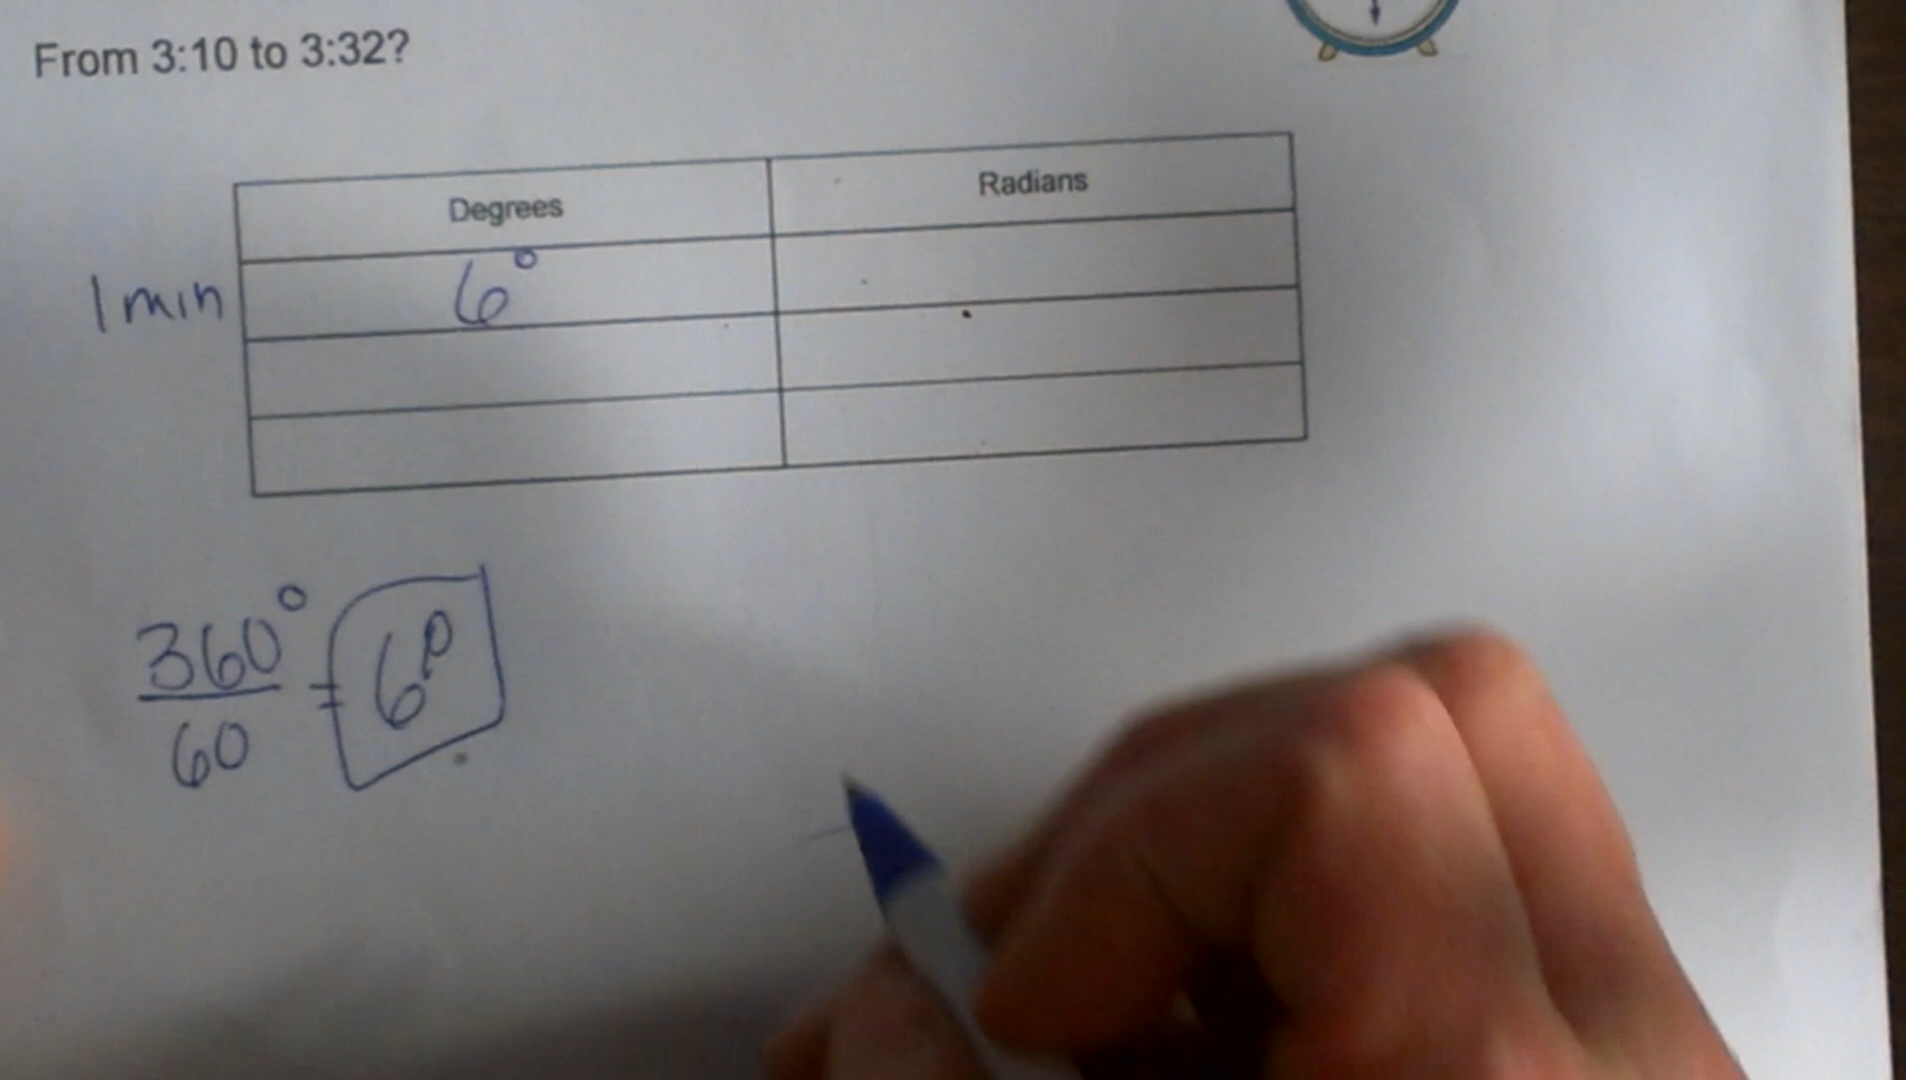 From 3:10 to 3:32?
Degrees Radians
1 min 6°
360° = 6°
60